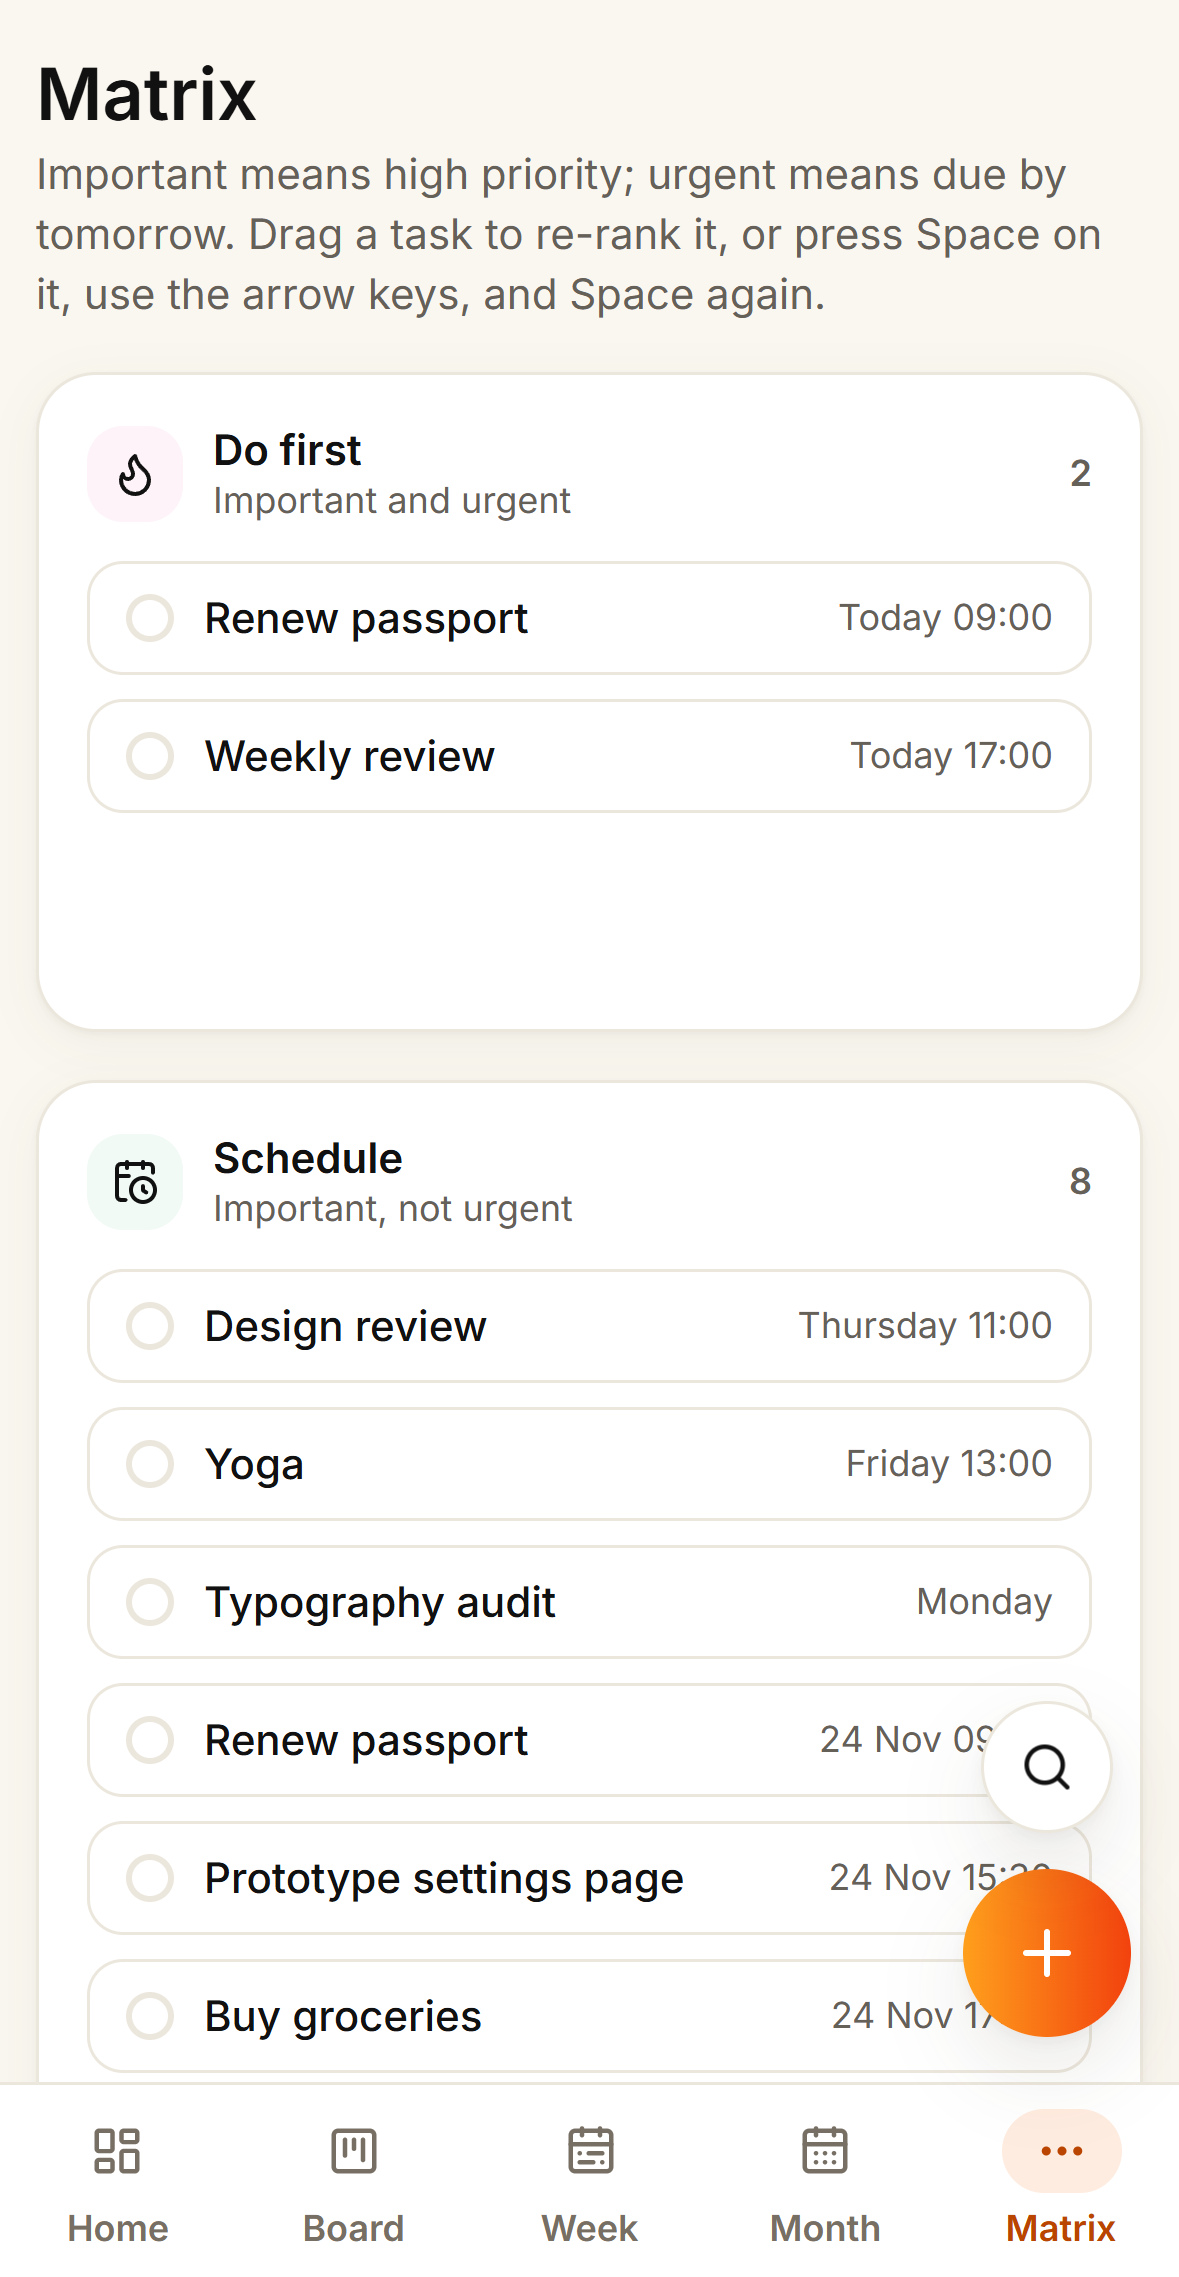 Matrix
Important means high priority; urgent means due by
tomorrow. Drag a task to re-rank it, or press Space on
it, use the arrow keys, and Space again.
Do first
Important and urgent
2
Renew passport
Today 09:00
Weekly review
Today 17:00
Schedule
Important, not urgent
8
Design review
Thursday 11:00
Yoga
Friday 13:00
Typography audit
Monday
Renew passport
24 Nov
Prototype settings page
24 Nov 15:30
Buy groceries
24 Nov
Home
Board
Week
Month
Matrix